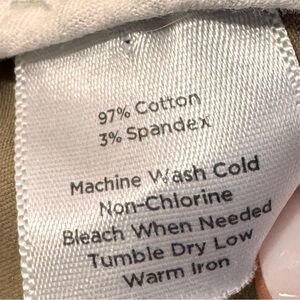 97% Cotton
3% Spandex
Machine Wash Cold
Non-Chlorine
Bleach When Needed
Tumble Dry Low
Warm Iron